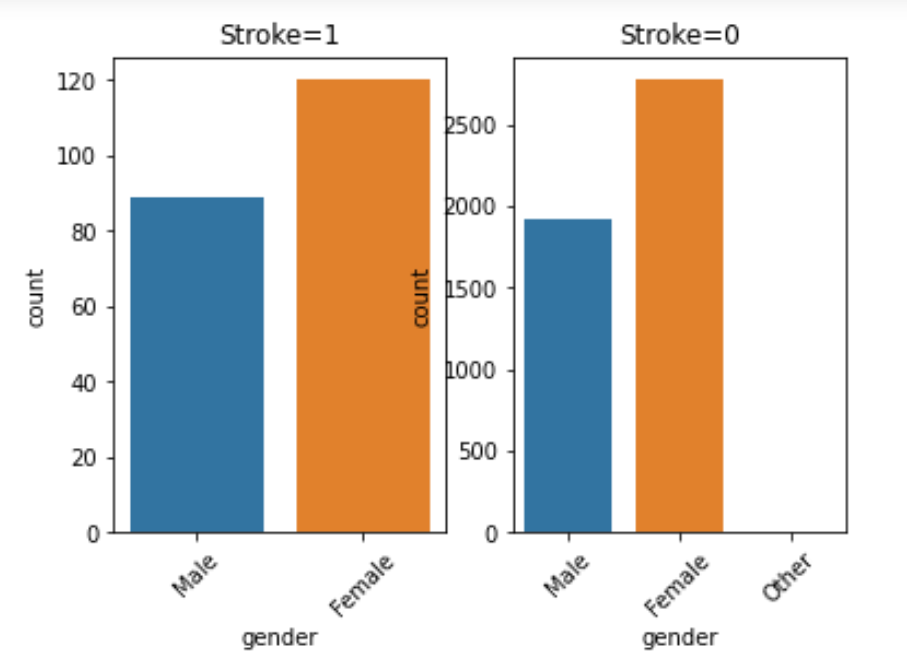 Stroke=1
120
100
80
60
40
20
0
count
Male
Female
gender
Stroke=0
2500
2000
1500
1000
500
0
count
Male
Female
Other
gender